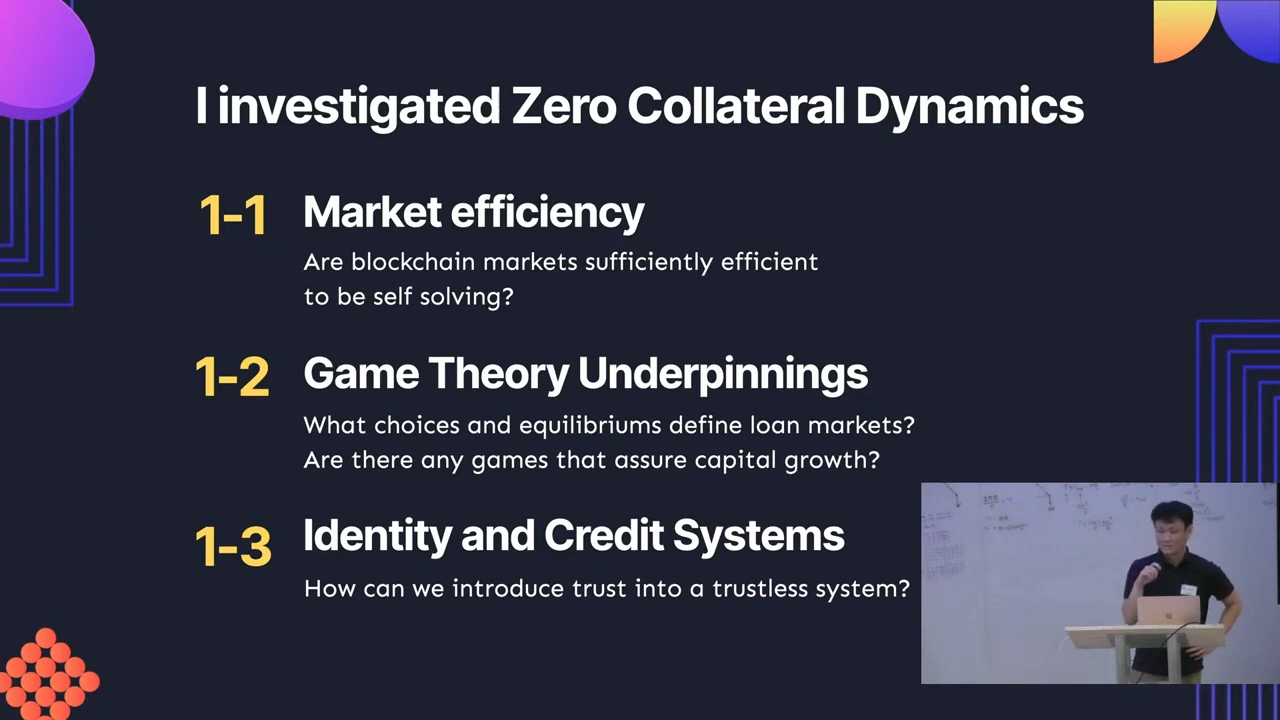 I investigated Zero Collateral Dynamics
1-1
Market efficiency
Are blockchain markets sufficiently efficient
to be self solving?
1-2
Game Theory Underpinnings
What choices and equilibriums define loan markets?
Are there any games that assure capital growth?
1-3
Identity and Credit Systems
How can we introduce trust into a trustless system?